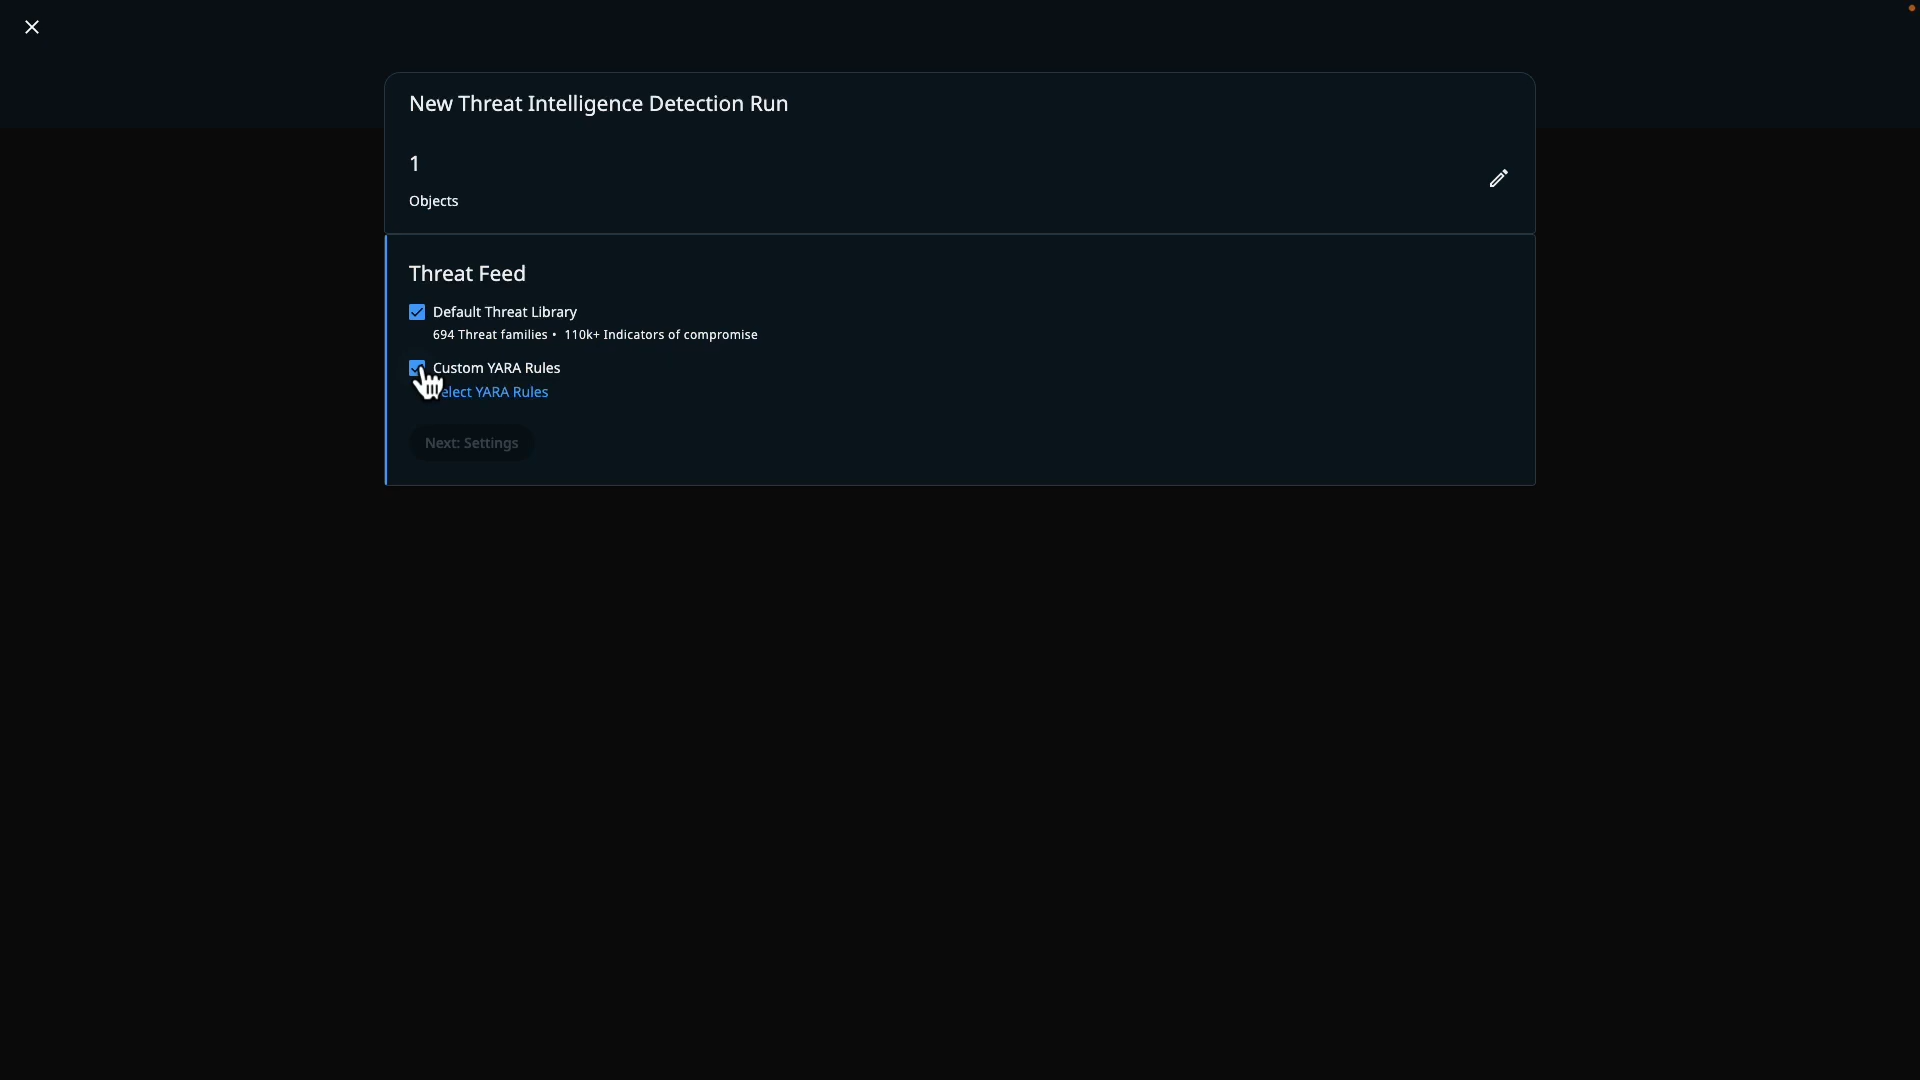 New Threat Intelligence Detection Run
1
Objects
Threat Feed
Default Threat Library
694 Threat families • 110k+ Indicators of compromise
Custom YARA Rules
elect YARA Rules
Next: Settings